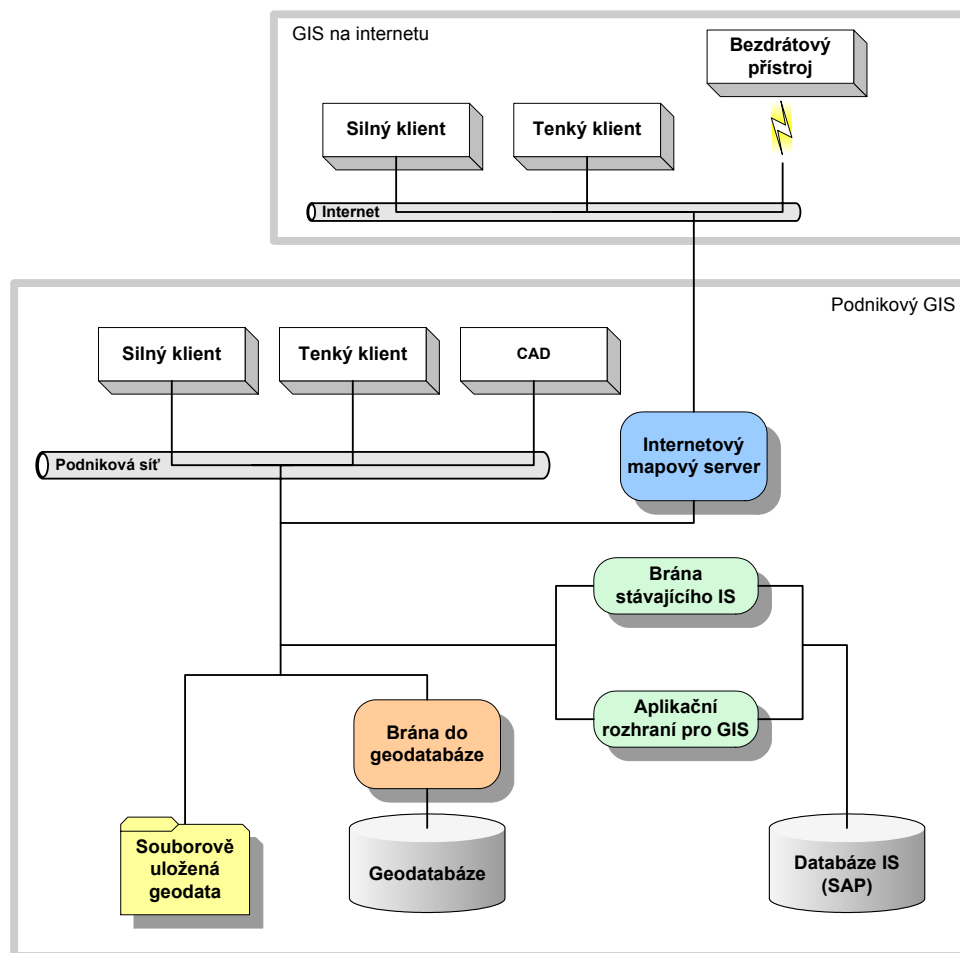 GIS na internetu
Bezdrátový
přístroj
Silný klient
Tenký klient
Internet
Podnikový GIS
Silný klient
Tenký klient
CAD
Podniková síť
Internetový
mapový server
Brána
stávajícího IS
Aplikační
rozhraní pro GIS
Brána do
geodatabáze
Souborově
uložená
geodata
Geodatabáze
Databáze IS
(SAP)